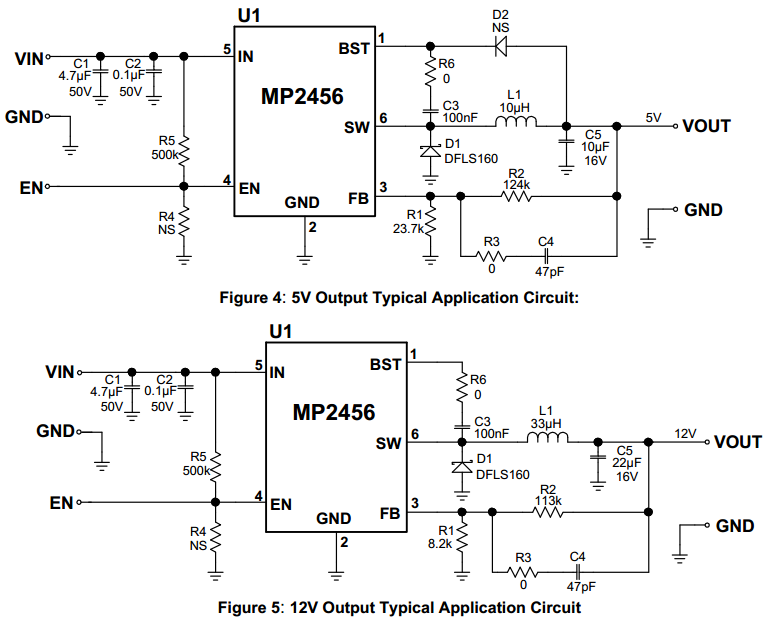 U1
D2
NS
VIN
C1
4.7µF
50V
C2
0.1µF
50V
5
IN
BST
1
R6
0
GND
MP2456
C3
100nF
L1
10µH
SW
6
5V
VOUT
R5
500k
D1
DFLS160
C5
10µF
16V
EN
4
EN
FB
3
R2
124k
R4
NS
GND
2
R1
23.7k
GND
R3
0
C4
47pF
Figure 4: 5V Output Typical Application Circuit:
U1
VIN
C1
4.7µF
50V
C2
0.1µF
50V
5
IN
BST
1
R6
0
GND
MP2456
C3
100nF
L1
33µH
SW
6
12V
VOUT
R5
500k
D1
DFLS160
C5
22µF
16V
EN
4
EN
FB
3
R2
113k
R4
NS
GND
2
R1
8.2k
GND
R3
0
C4
47pF
Figure 5: 12V Output Typical Application Circuit